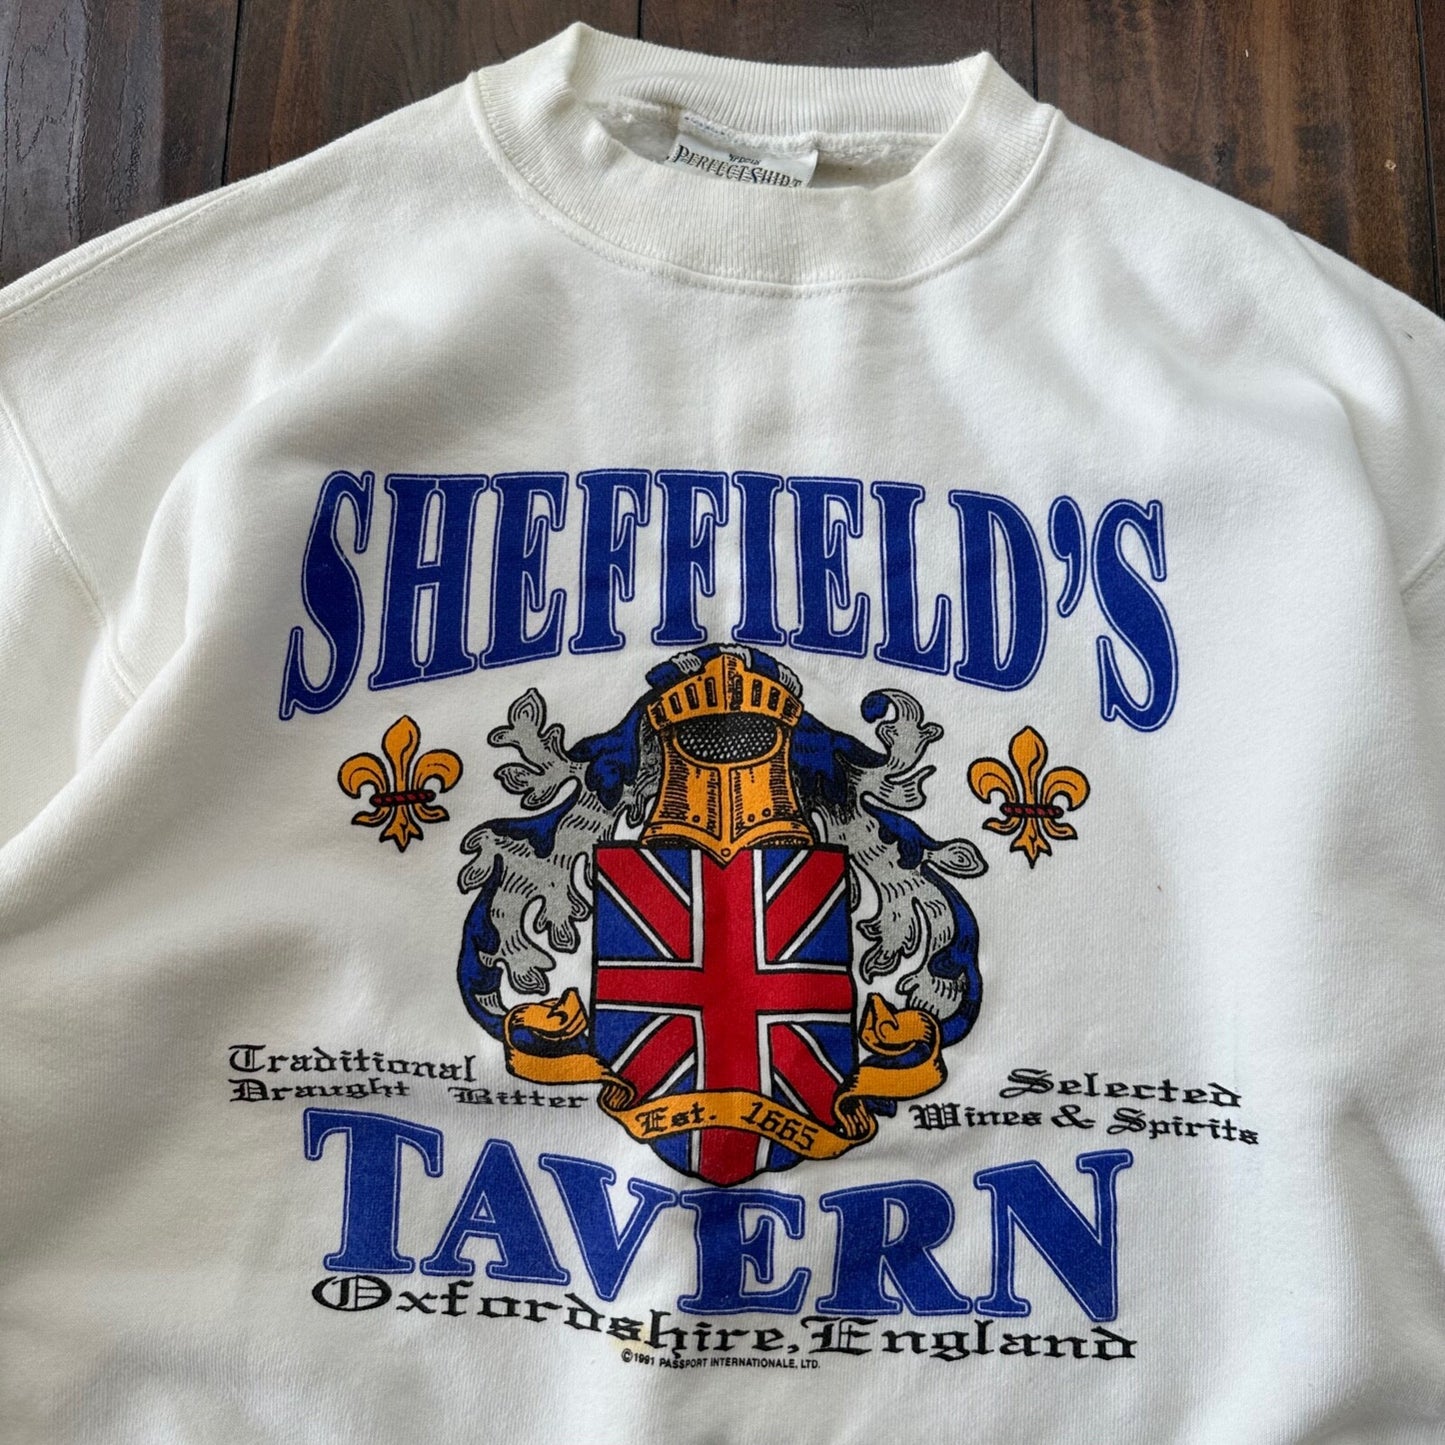 PERFECT SHIRT
SHEFFIELD'S
Traditional
Draught Bitter
Selected
Wines & Spirits
Est. 1665
TAVERN
Oxfordshire, England
©1991 PASSPORT INTERNATIONALE, LTD.